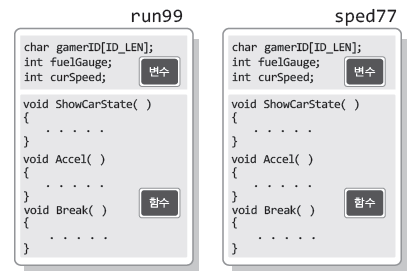 run99
char gamerID[ID_LEN];
int fuelGauge;
int curSpeed;
변수
void ShowCarState( )
{
. . . . .
}
void Accel( )
{
. . . . .
}
함수
void Break( )
{
. . . . .
}
sped77
char gamerID[ID_LEN];
int fuelGauge;
int curSpeed;
변수
void ShowCarState( )
{
. . . . .
}
void Accel( )
{
. . . . .
}
함수
void Break( )
{
. . . . .
}